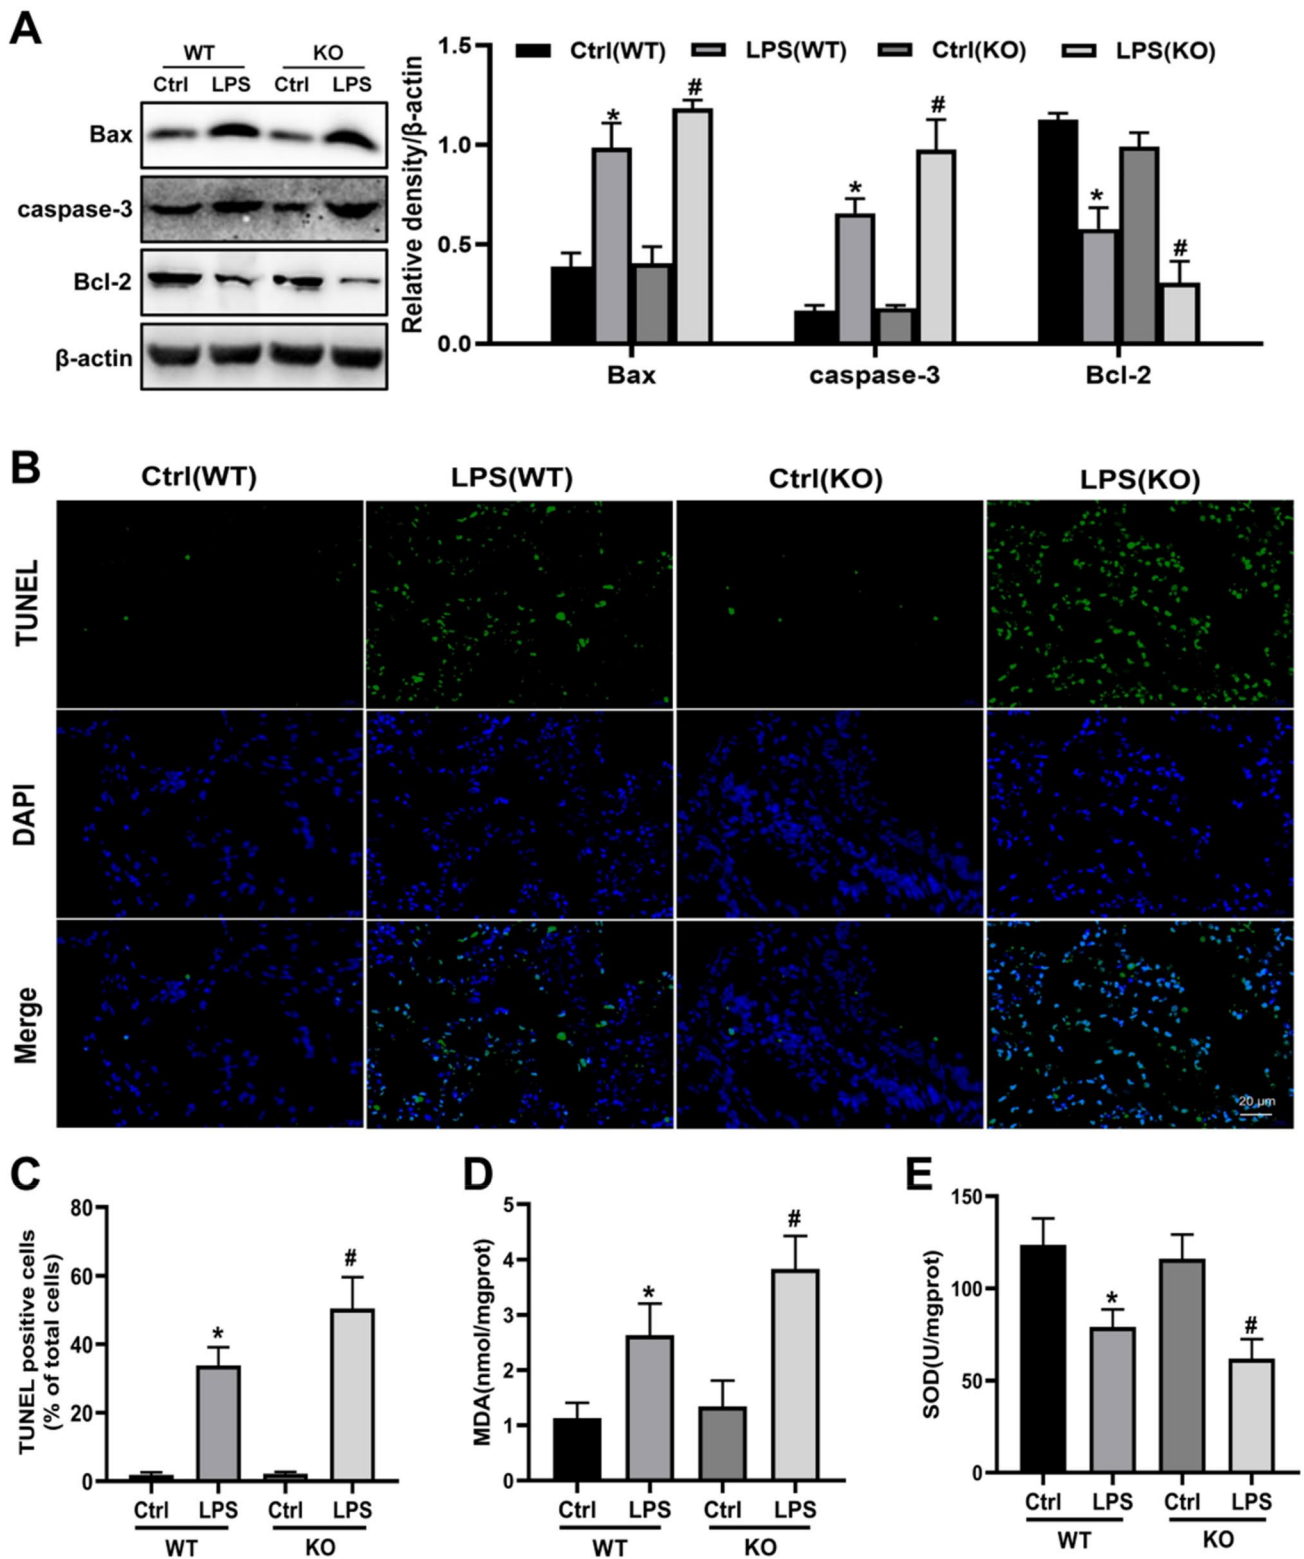 A
WT KO
Ctrl LPS Ctrl LPS
Bax
caspase-3
Bcl-2
β-actin
Relative density/β-actin
1.5
1.0
0.5
0.0
Ctrl(WT) LPS(WT) Ctrl(KO) LPS(KO)
* #
* #
* #
Bax caspase-3 Bcl-2
B
Ctrl(WT) LPS(WT) Ctrl(KO) LPS(KO)
TUNEL
DAPI
Merge
20 μm
C
TUNEL positive cells
(% of total cells)
80
60
40
20
0
*
#
Ctrl LPS Ctrl LPS
WT KO
D
MDA(nmol/mgprot)
5
4
3
2
1
0
*
#
Ctrl LPS Ctrl LPS
WT KO
E
SOD(U/mgprot)
150
100
50
0
*
#
Ctrl LPS Ctrl LPS
WT KO